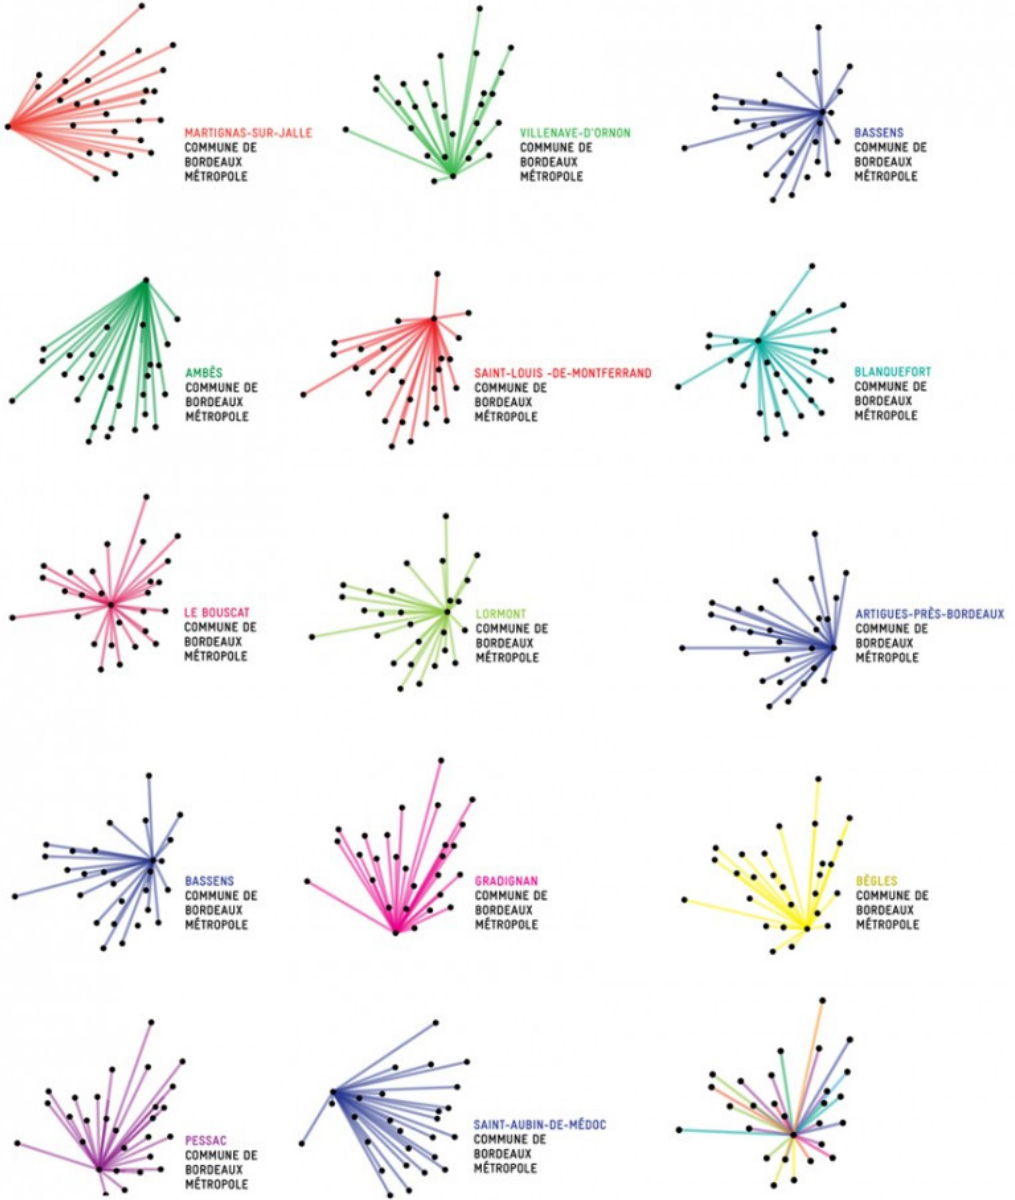 MARTIGNAS-SUR-JALLE
COMMUNE DE
BORDEAUX
MÉTROPOLE
VILLENAVE-D'ORNON
COMMUNE DE
BORDEAUX
MÉTROPOLE
BASSENS
COMMUNE DE
BORDEAUX
MÉTROPOLE
AMBÈS
COMMUNE DE
BORDEAUX
MÉTROPOLE
SAINT-LOUIS -DE-MONTFERRAND
COMMUNE DE
BORDEAUX
MÉTROPOLE
BLANQUEFORT
COMMUNE DE
BORDEAUX
MÉTROPOLE
LE BOUSCAT
COMMUNE DE
BORDEAUX
MÉTROPOLE
LORMONT
COMMUNE DE
BORDEAUX
MÉTROPOLE
ARTIGUES-PRÈS-BORDEAUX
COMMUNE DE
BORDEAUX
MÉTROPOLE
BASSENS
COMMUNE DE
BORDEAUX
MÉTROPOLE
GRADIGNAN
COMMUNE DE
BORDEAUX
MÉTROPOLE
BÈGLES
COMMUNE DE
BORDEAUX
MÉTROPOLE
PESSAC
COMMUNE DE
BORDEAUX
MÉTROPOLE
SAINT-AUBIN-DE-MÉDOC
COMMUNE DE
BORDEAUX
MÉTROPOLE